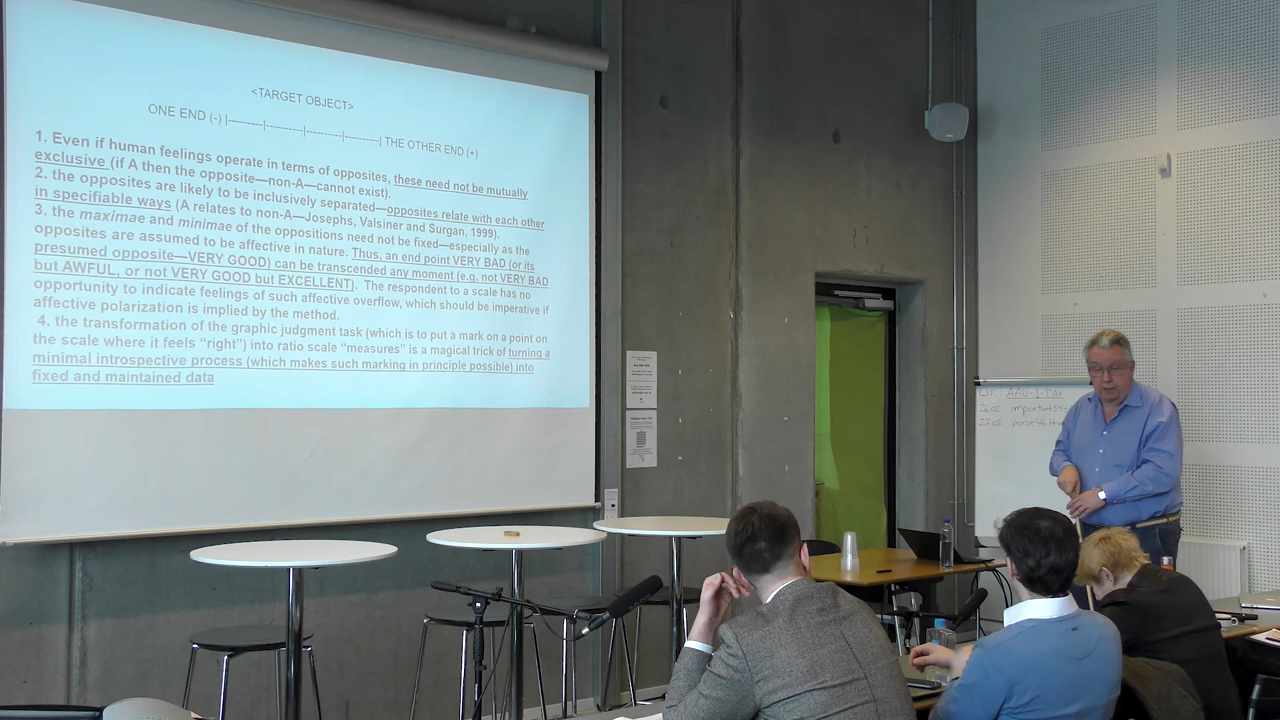 <TARGET OBJECT>
ONE END (-) |--------|--------|--------|--------| THE OTHER END (+)
1. Even if human feelings operate in terms of opposites, these need not be mutually
exclusive (if A then the opposite—non-A—cannot exist).
2. the opposites are likely to be inclusively separated—opposites relate with each other
in specifiable ways (A relates to non-A—Josephs, Valsiner and Surgan, 1999).
3. the maximae and minimae of the oppositions need not be fixed—especially as the
opposites are assumed to be affective in nature. Thus, an end point VERY BAD (or its
presumed opposite—VERY GOOD) can be transcended any moment (e.g. not VERY BAD
but AWFUL, or not VERY GOOD but EXCELLENT). The respondent to a scale has no
opportunity to indicate feelings of such affective overflow, which should be imperative if
affective polarization is implied by the method.
4. the transformation of the graphic judgment task (which is to put a mark on a point on
the scale where it feels “right”) into ratio scale “measures” is a magical trick of turning a
minimal introspective process (which makes such marking in principle possible) into
fixed and maintained data
AAU-1-DAY